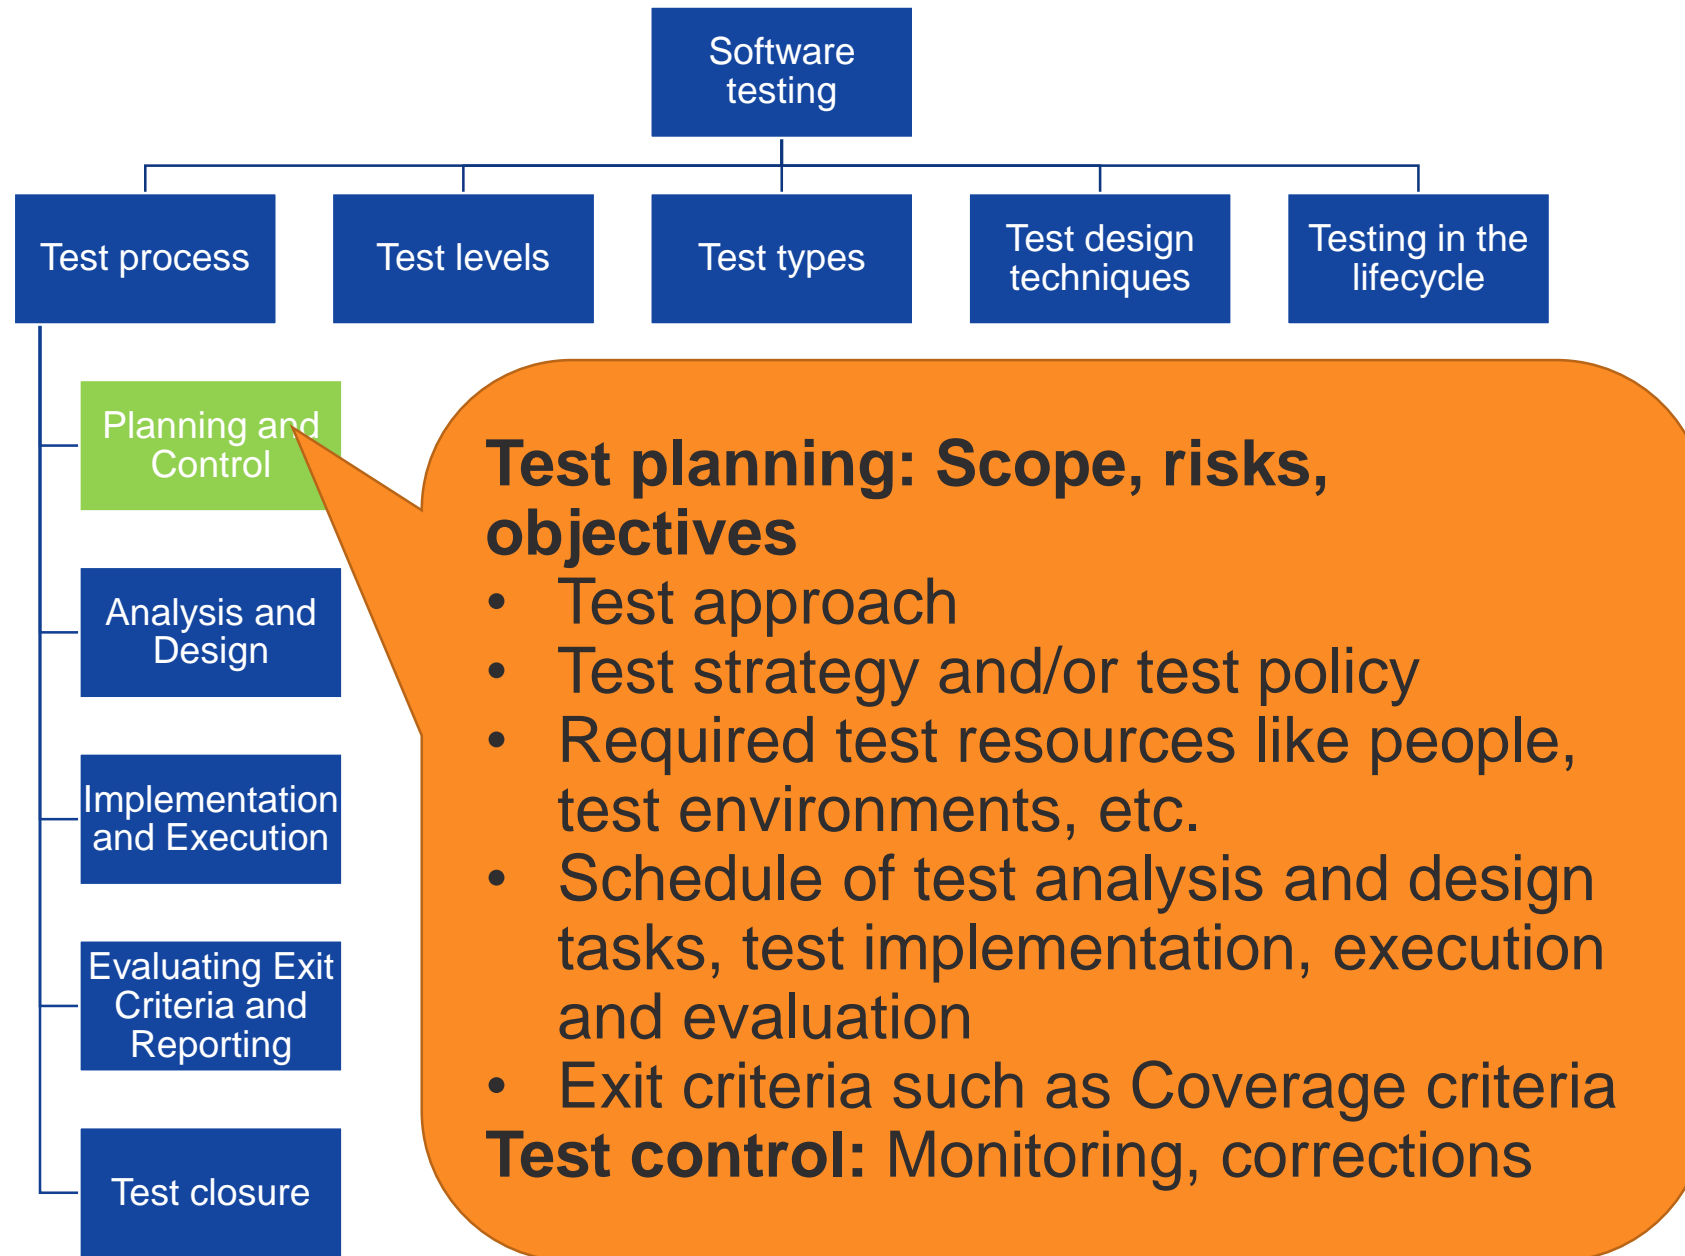 Software
testing
Test process
Test levels
Test types
Test design
techniques
Testing in the
lifecycle
Planning and
Control
Analysis and
Design
Implementation
and Execution
Evaluating Exit
Criteria and
Reporting
Test closure
Test planning: Scope, risks,
objectives
• Test approach
• Test strategy and/or test policy
• Required test resources like people,
test environments, etc.
• Schedule of test analysis and design
tasks, test implementation, execution
and evaluation
• Exit criteria such as Coverage criteria
Test control: Monitoring, corrections